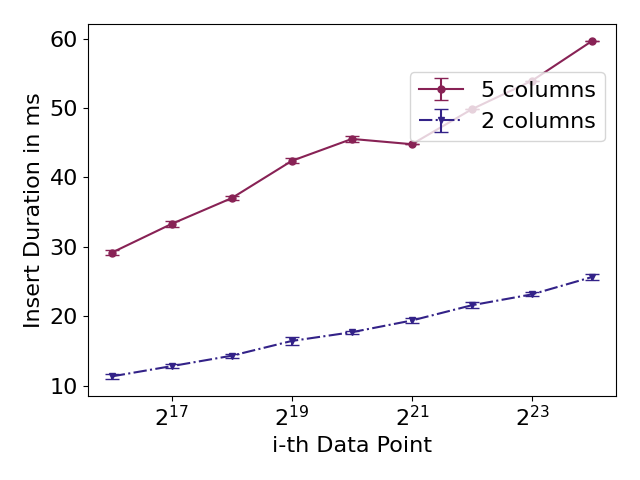 60
50
40
30
20
10
Insert Duration in ms
5 columns
2 columns
2^17 2^19 2^21 2^23
i-th Data Point